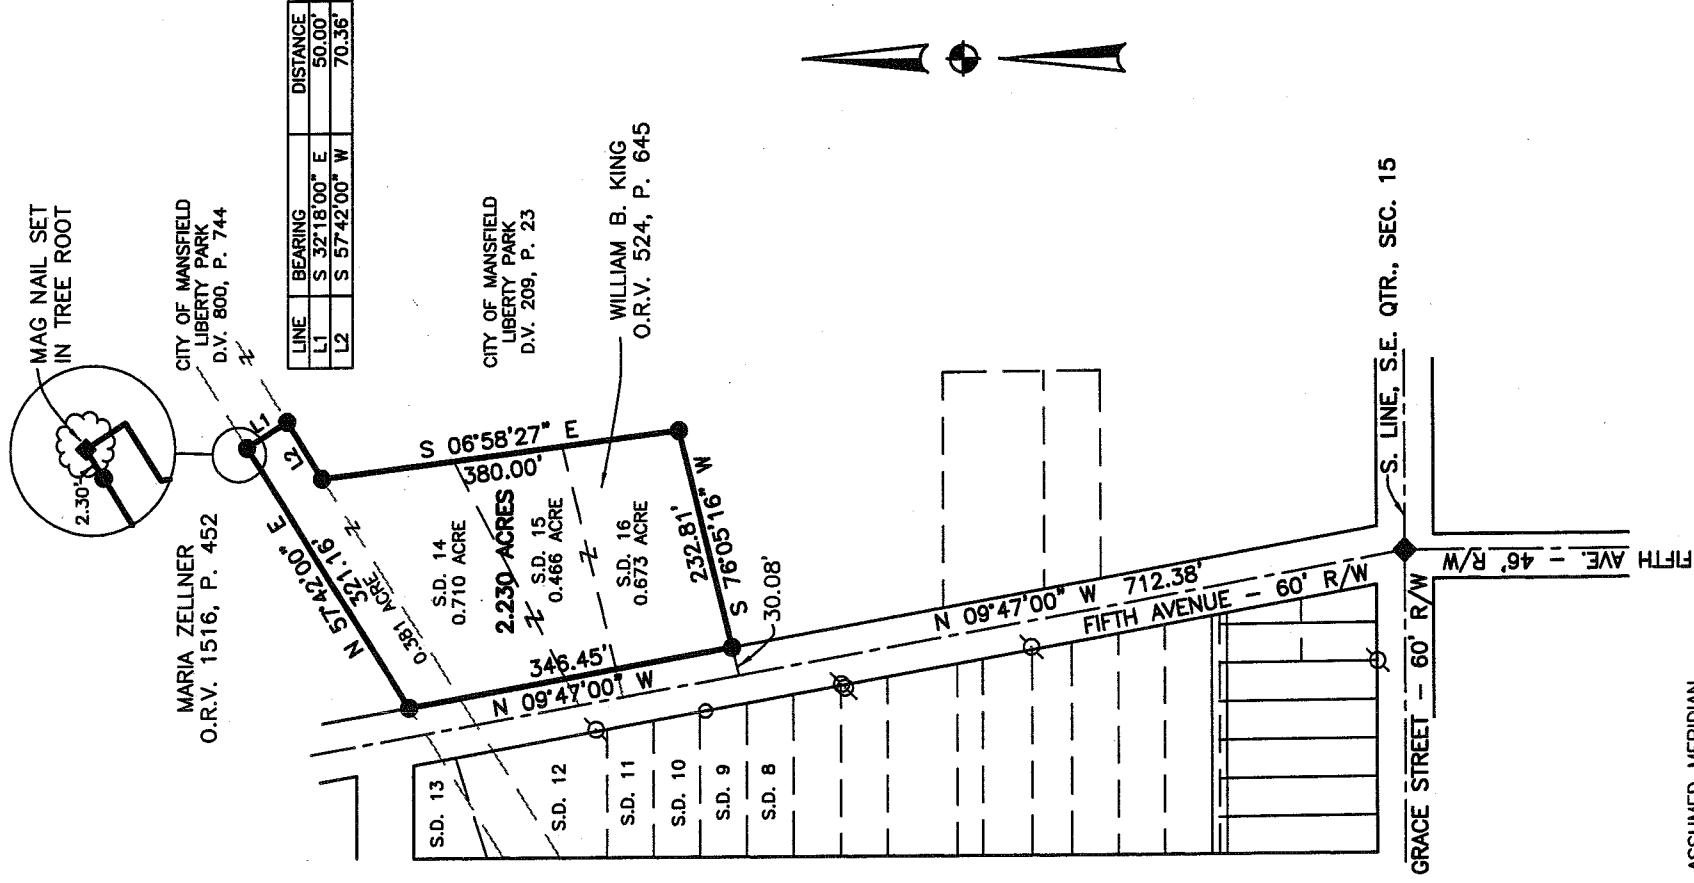 MAG NAIL SET
IN TREE ROOT
2.30'
CITY OF MANSFIELD
LIBERTY PARK
D.V. 800, P. 744
LINE BEARING DISTANCE
L1 S 32°18'00" E 50.00'
L2 S 57°42'00" W 70.36'
MARIA ZELLNER
O.R.V. 1516, P. 452
N 57°42'00" E
321.16'
0.381 ACRE
L1
L2
S 06°58'27" E
380.00'
CITY OF MANSFIELD
LIBERTY PARK
D.V. 209, P. 23
WILLIAM B. KING
O.R.V. 524, P. 645
S.D. 14
0.710 ACRE
2.230 ACRES
S.D. 15
0.466 ACRE
S.D. 16
0.673 ACRE
232.81'
S 76°05'16" W
30.08'
346.45'
N 09°47'00" W
N 09°47'00" W 712.38'
FIFTH AVENUE – 60' R/W
S.D. 13
S.D. 12
S.D. 11
S.D. 10
S.D. 9
S.D. 8
S. LINE, S.E. QTR., SEC. 15
GRACE STREET – 60' R/W
FIFTH AVE. – 46' R/W
ASSUMED MERIDIAN